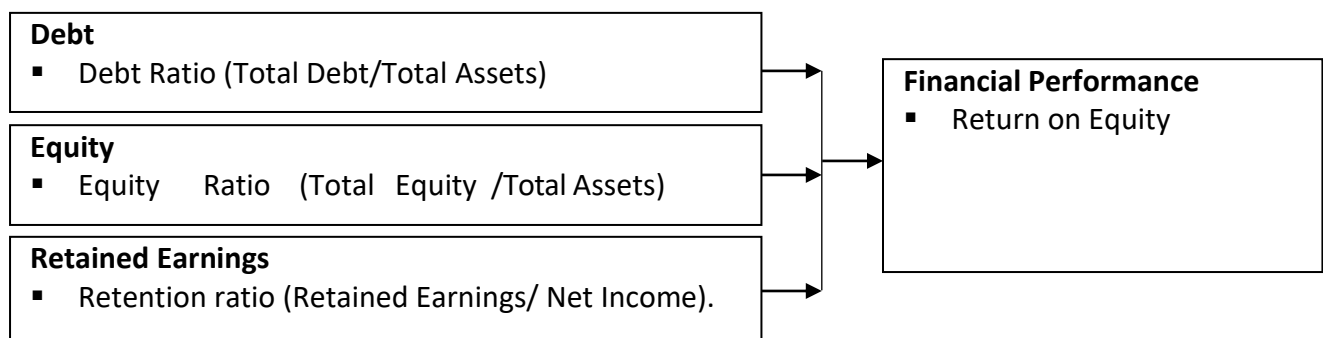 Debt
▪ Debt Ratio (Total Debt/Total Assets)
Equity
▪ Equity Ratio (Total Equity /Total Assets)
Retained Earnings
▪ Retention ratio (Retained Earnings/ Net Income).
Financial Performance
▪ Return on Equity